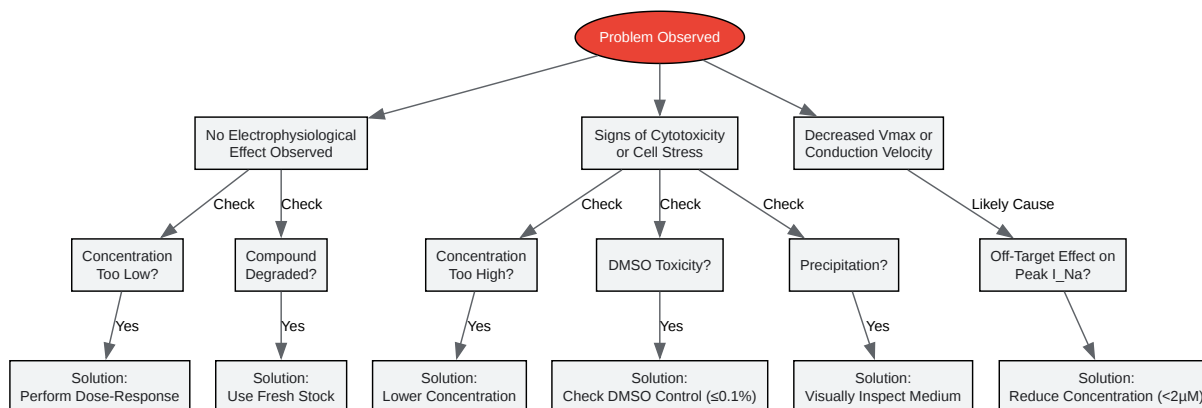 Problem Observed
No Electrophysiological
Effect Observed
Signs of Cytotoxicity
or Cell Stress
Decreased Vmax or
Conduction Velocity
Check
Check
Check
Check
Check
Likely Cause
Concentration
Too Low?
Compound
Degraded?
Concentration
Too High?
DMSO Toxicity?
Precipitation?
Off-Target Effect on
Peak I_Na?
Yes
Yes
Yes
Yes
Yes
Solution:
Perform Dose-Response
Solution:
Use Fresh Stock
Solution:
Lower Concentration
Solution:
Check DMSO Control (≤0.1%)
Solution:
Visually Inspect Medium
Solution:
Reduce Concentration (<2µM)